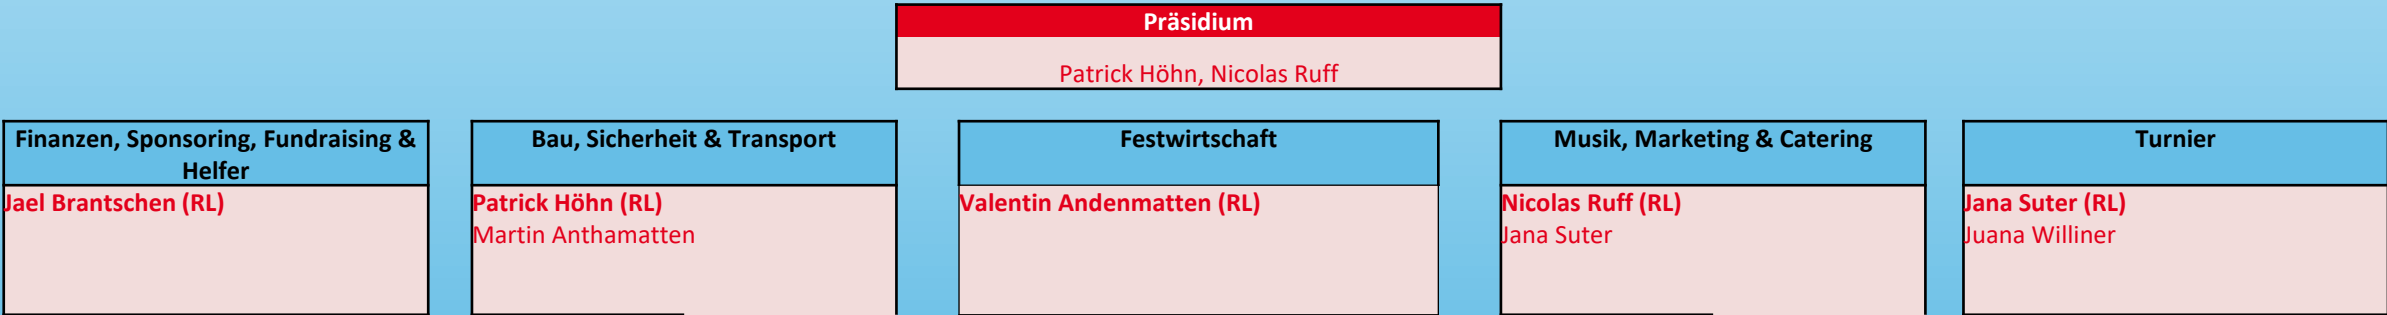 Präsidium
Patrick Höhn, Nicolas Ruff
Finanzen, Sponsoring, Fundraising &
Helfer
Jael Brantschen (RL)
Bau, Sicherheit & Transport
Patrick Höhn (RL)
Martin Anthamatten
Festwirtschaft
Valentin Andenmatten (RL)
Musik, Marketing & Catering
Nicolas Ruff (RL)
Jana Suter
Turnier
Jana Suter (RL)
Juana Williner